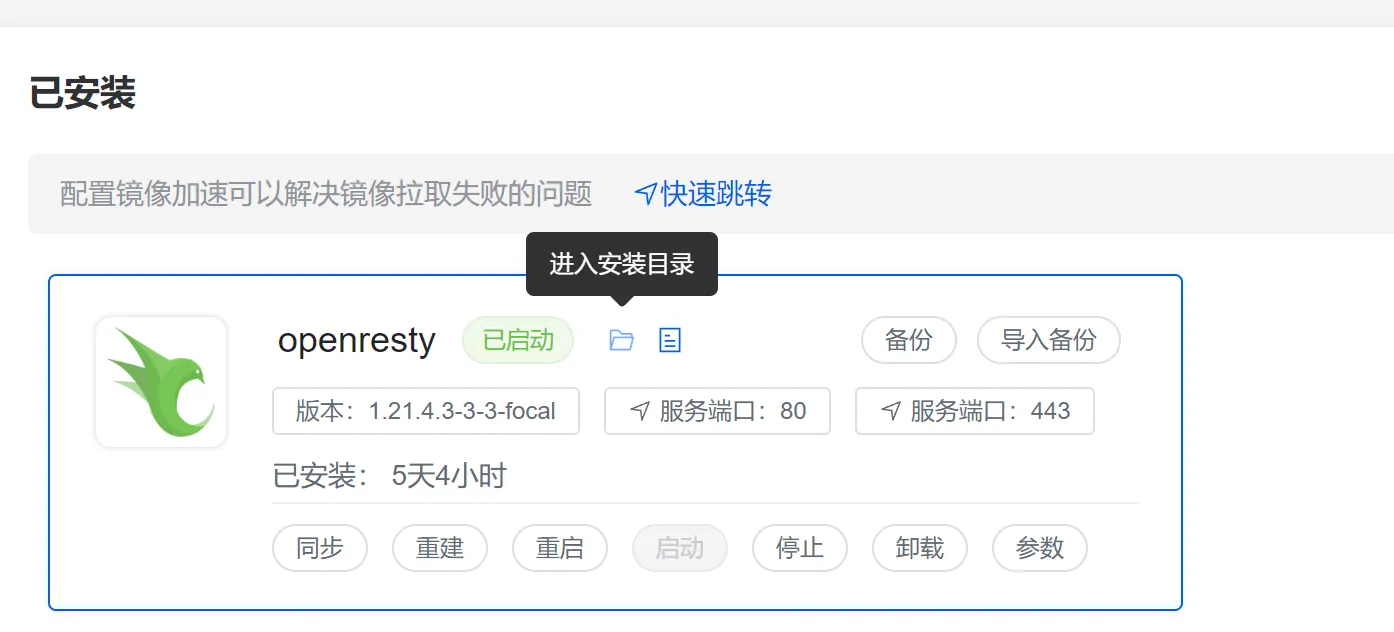 已安装
配置镜像加速可以解决镜像拉取失败的问题 快速跳转
进入安装目录
openresty 已启动 备份 导入备份
版本：1.21.4.3-3-3-focal 服务端口：80 服务端口：443
已安装： 5天4小时
同步 重建 重启 启动 停止 卸载 参数